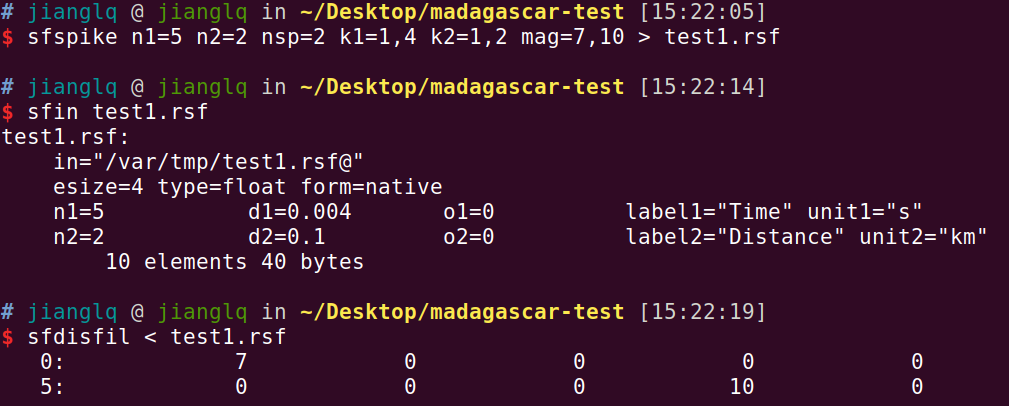 # jianglq @ jianglq in ~/Desktop/madagascar-test [15:22:05]
$ sfspike n1=5 n2=2 nsp=2 k1=1,4 k2=1,2 mag=7,10 > test1.rsf
# jianglq @ jianglq in ~/Desktop/madagascar-test [15:22:14]
$ sfin test1.rsf
test1.rsf:
    in="/var/tmp/test1.rsf@"
    esize=4 type=float form=native
    n1=5           d1=0.004       o1=0          label1="Time" unit1="s"
    n2=2           d2=0.1         o2=0          label2="Distance" unit2="km"
        10 elements 40 bytes
# jianglq @ jianglq in ~/Desktop/madagascar-test [15:22:19]
$ sfdisfil < test1.rsf
   0:             7            0            0            0            0
   5:             0            0            0           10            0